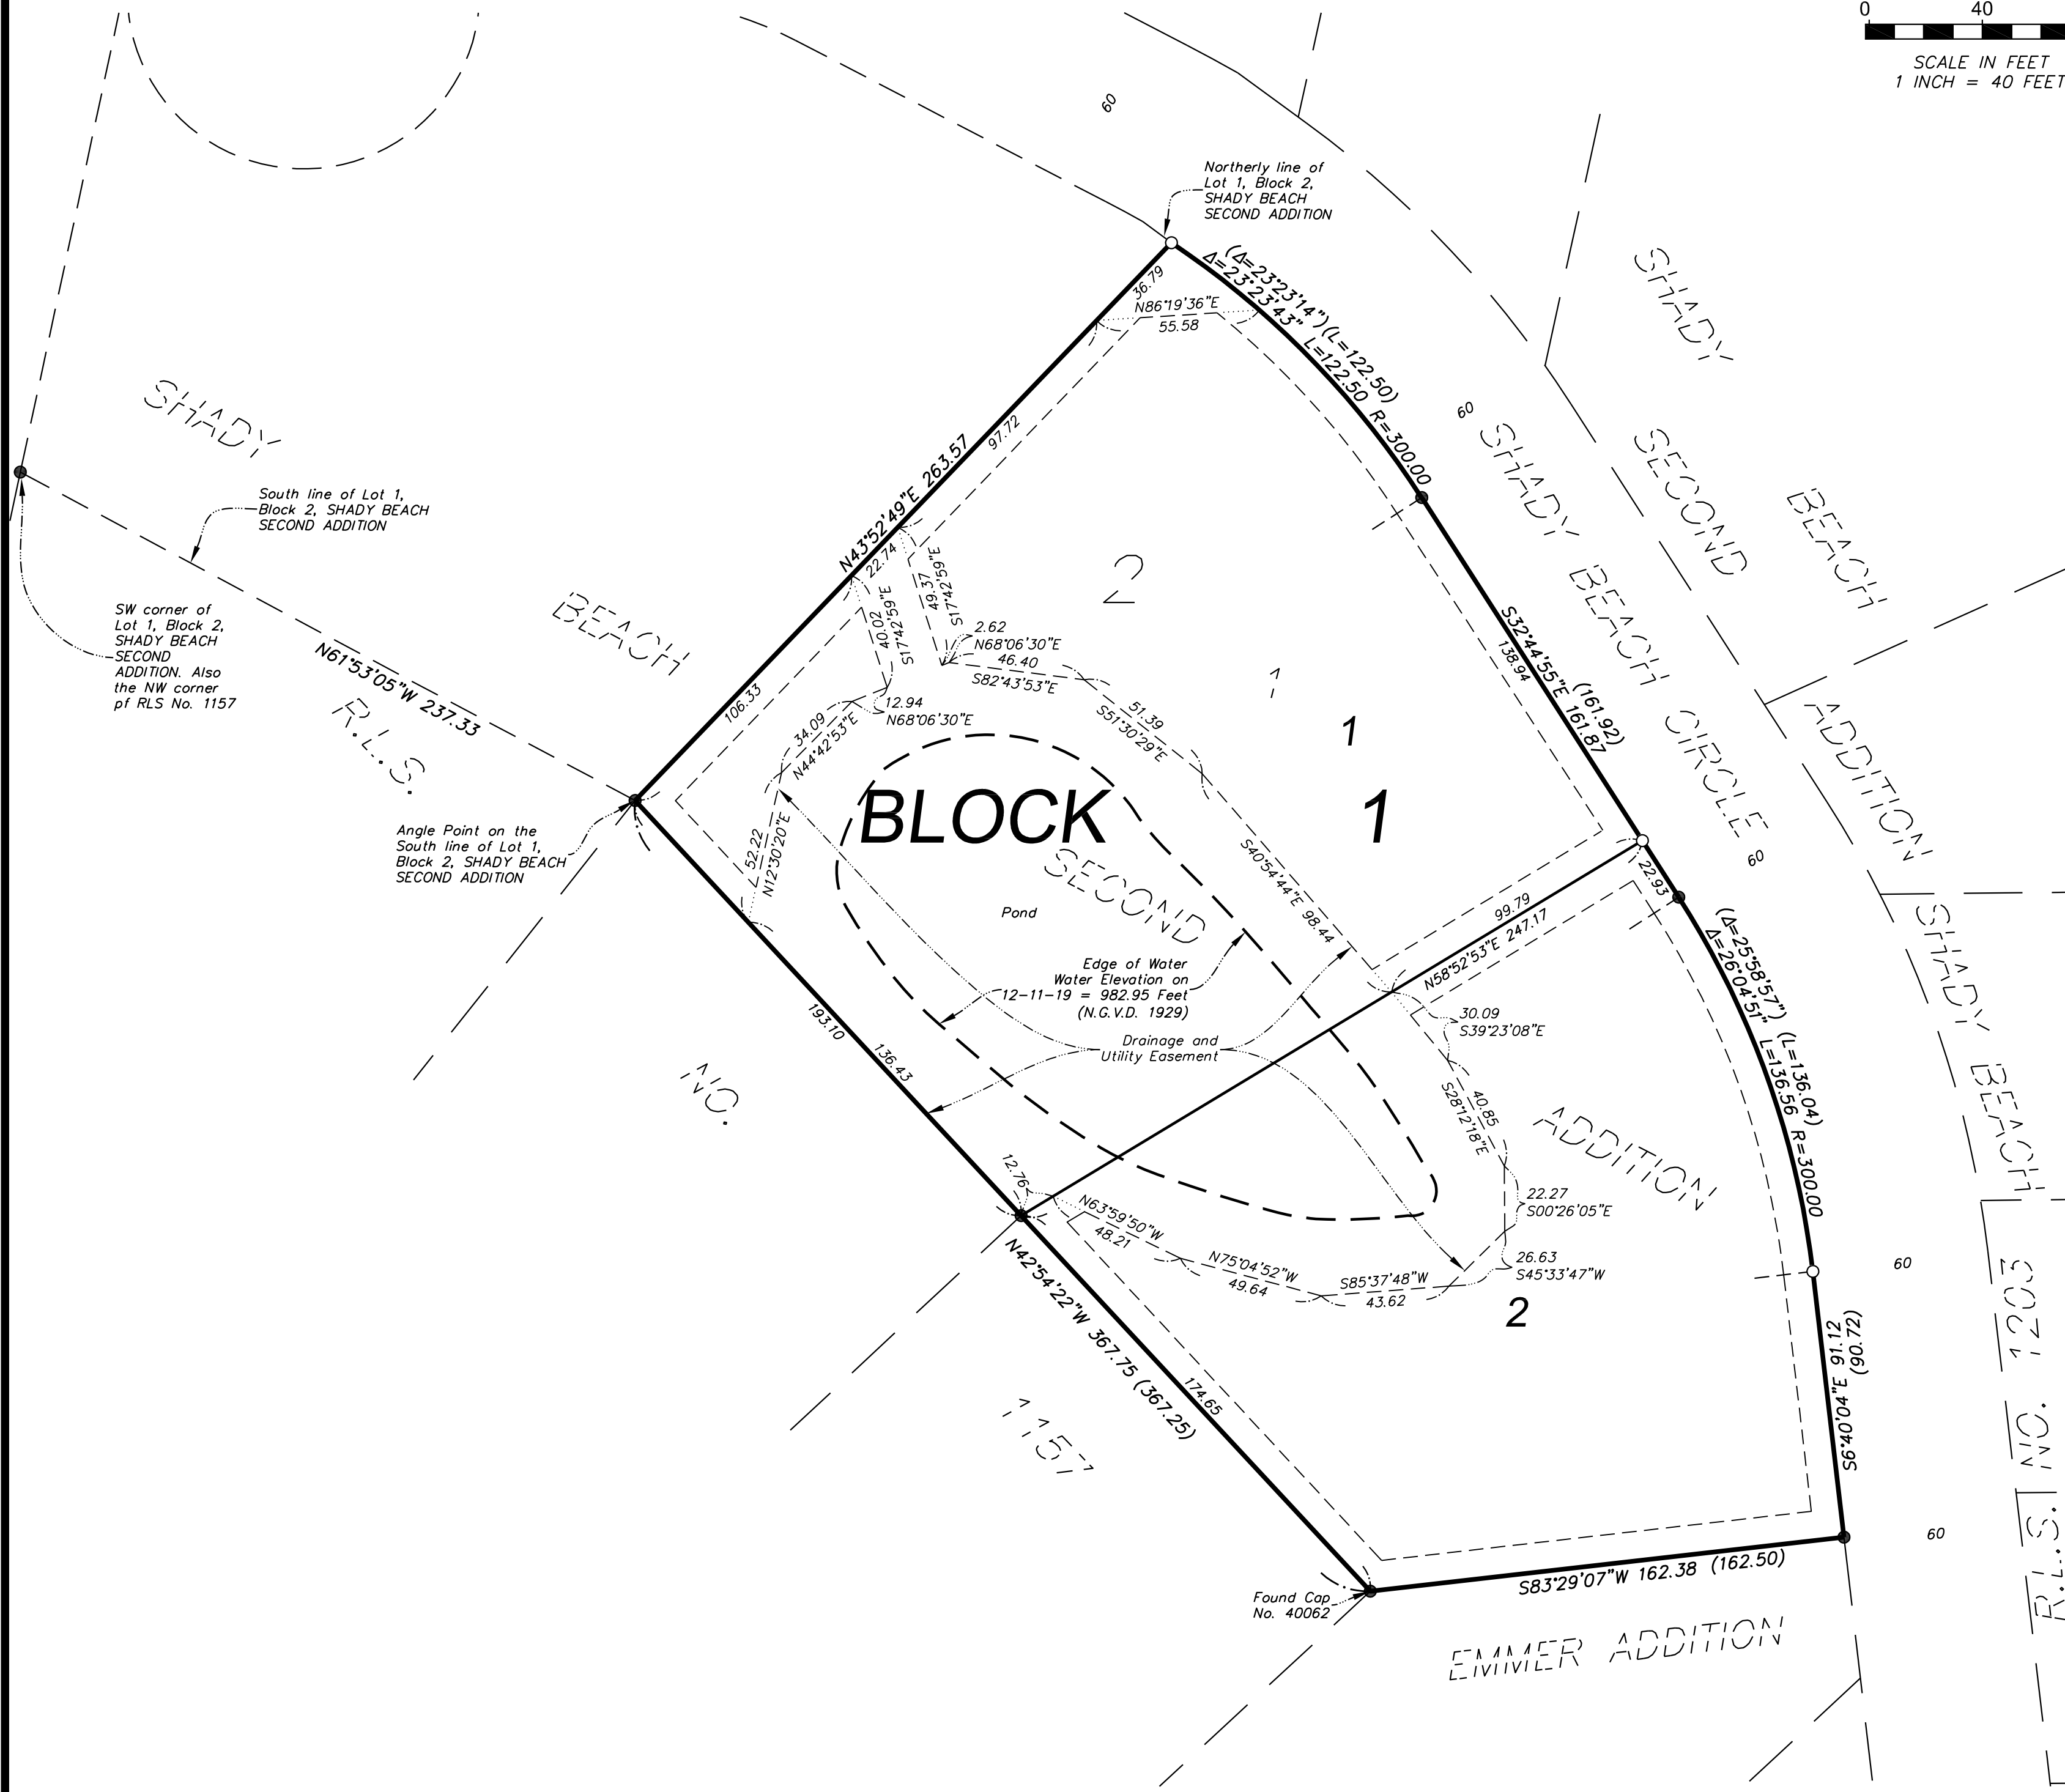 0 40
SCALE IN FEET
1 INCH = 40 FEET
60
Northerly line of
Lot 1, Block 2,
SHADY BEACH
SECOND ADDITION
(Δ=23°23'14") (L=122.50)
Δ=23°23'43" L=122.50 R=300.00
36.79
N86°19'36"E
55.58
SHADY
SECOND
ADDITION
BEACH
60
SHADY
BEACH
CIRCLE
60
SHADY
BEACH
SECOND
ADDITION
South line of Lot 1,
Block 2, SHADY BEACH
SECOND ADDITION
SW corner of
Lot 1, Block 2,
SHADY BEACH
SECOND
ADDITION. Also
the NW corner
pf RLS No. 1157
N61°53'05"W 237.33
R.L.S.
NO.
1157
N43°52'49"E 263.57
97.72
22.74
106.33
49.37
S17°42'59"E
40.02
S17°42'59"E
2.62
N68°06'30"E
46.40
S82°43'53"E
12.94
N68°06'30"E
34.09
N44°42'53"E
51.39
S51°30'29"E
52.22
N12°30'20"E
2
1
1
BLOCK 1
S32°44'55"E 161.87
(161.92)
138.94
22.93
S40°54'44"E 98.44
99.79
N58°52'53"E 247.17
Angle Point on the
South line of Lot 1,
Block 2, SHADY BEACH
SECOND ADDITION
Pond
Edge of Water
Water Elevation on
12-11-19 = 982.95 Feet
(N.G.V.D. 1929)
Drainage and
Utility Easement
193.10
136.43
30.09
S39°23'08"E
40.85
S28°12'18"E
22.27
S00°26'05"E
26.63
S45°33'47"W
12.76
N63°59'50"W
48.21
N75°04'52"W
49.64
S85°37'48"W
43.62
2
(Δ=25°58'57") (L=136.04)
Δ=26°04'51" L=136.56 R=300.00
SHADY
BEACH
60
S6°40'04"E 91.12
(90.72)
R.L.S. NO. 1203
R.L.S.
60
N42°54'22"W 367.75 (367.25)
174.65
Found Cap
No. 40062
S83°29'07"W 162.38 (162.50)
EMMER ADDITION